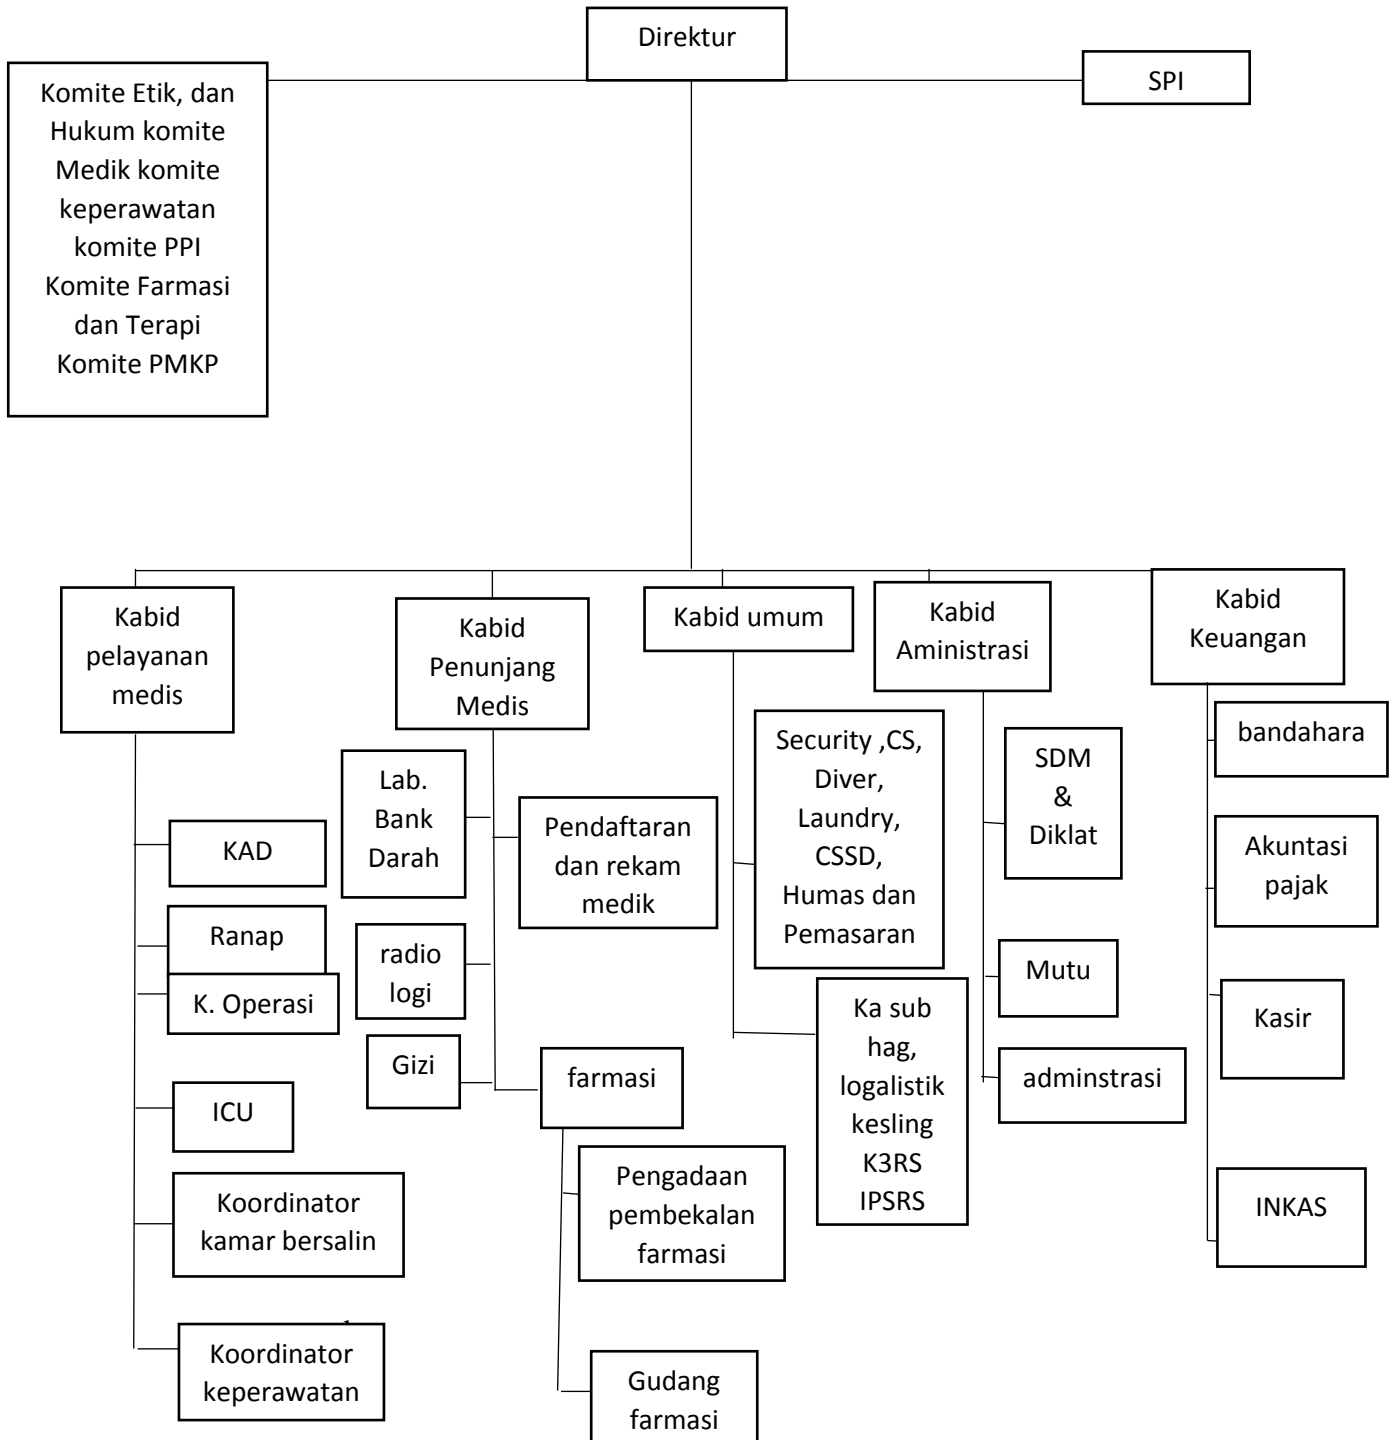 Direktur
SPI
Komite Etik, dan
Hukum komite
Medik komite
keperawatan
komite PPI
Komite Farmasi
dan Terapi
Komite PMKP
Kabid
pelayanan
medis
Kabid
Penunjang
Medis
Kabid umum
Kabid
Aministrasi
Kabid
Keuangan
KAD
Ranap
K. Operasi
ICU
Koordinator
kamar bersalin
Koordinator
keperawatan
Lab.
Bank
Darah
radio
logi
Gizi
Pendaftaran
dan rekam
medik
farmasi
Pengadaan
pembekalan
farmasi
Gudang
farmasi
Security ,CS,
Diver,
Laundry,
CSSD,
Humas dan
Pemasaran
Ka sub
hag,
logalistik
kesling
K3RS
IPSRS
SDM
&
Diklat
Mutu
adminstrasi
bandahara
Akuntasi
pajak
Kasir
INKAS